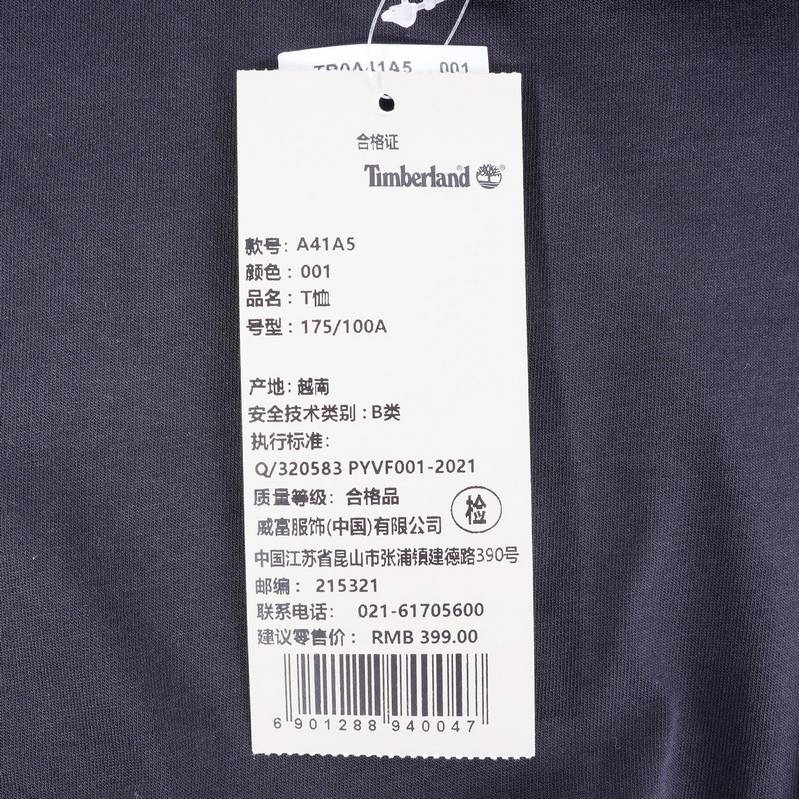 TB0A41A5 001
合格证
Timberland
款号: A41A5
颜色: 001
品名: T恤
号型: 175/100A
产地: 越南
安全技术类别: B类
执行标准:
Q/320583 PYVF001-2021
质量等级: 合格品
检
威富服饰(中国)有限公司
中国江苏省昆山市张浦镇建德路390号
邮编: 215321
联系电话: 021-61705600
建议零售价: RMB 399.00
6 901288 940047